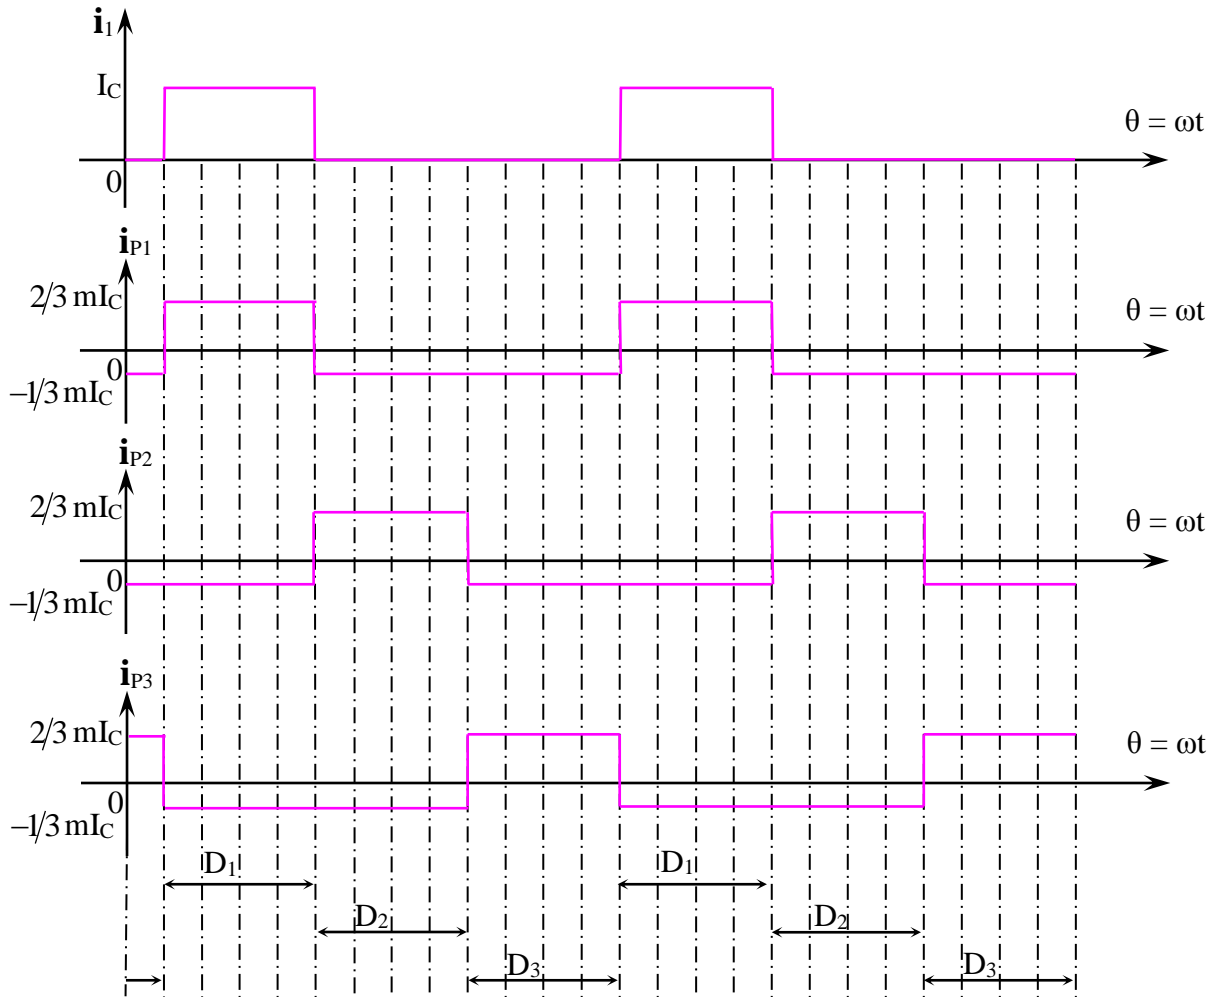 i1
IC
θ = ωt
0
iP1
2/3 mIC
θ = ωt
0
−1/3 mIC
iP2
2/3 mIC
θ = ωt
0
−1/3 mIC
iP3
2/3 mIC
θ = ωt
0
−1/3 mIC
D1
D1
D2
D2
D3
D3